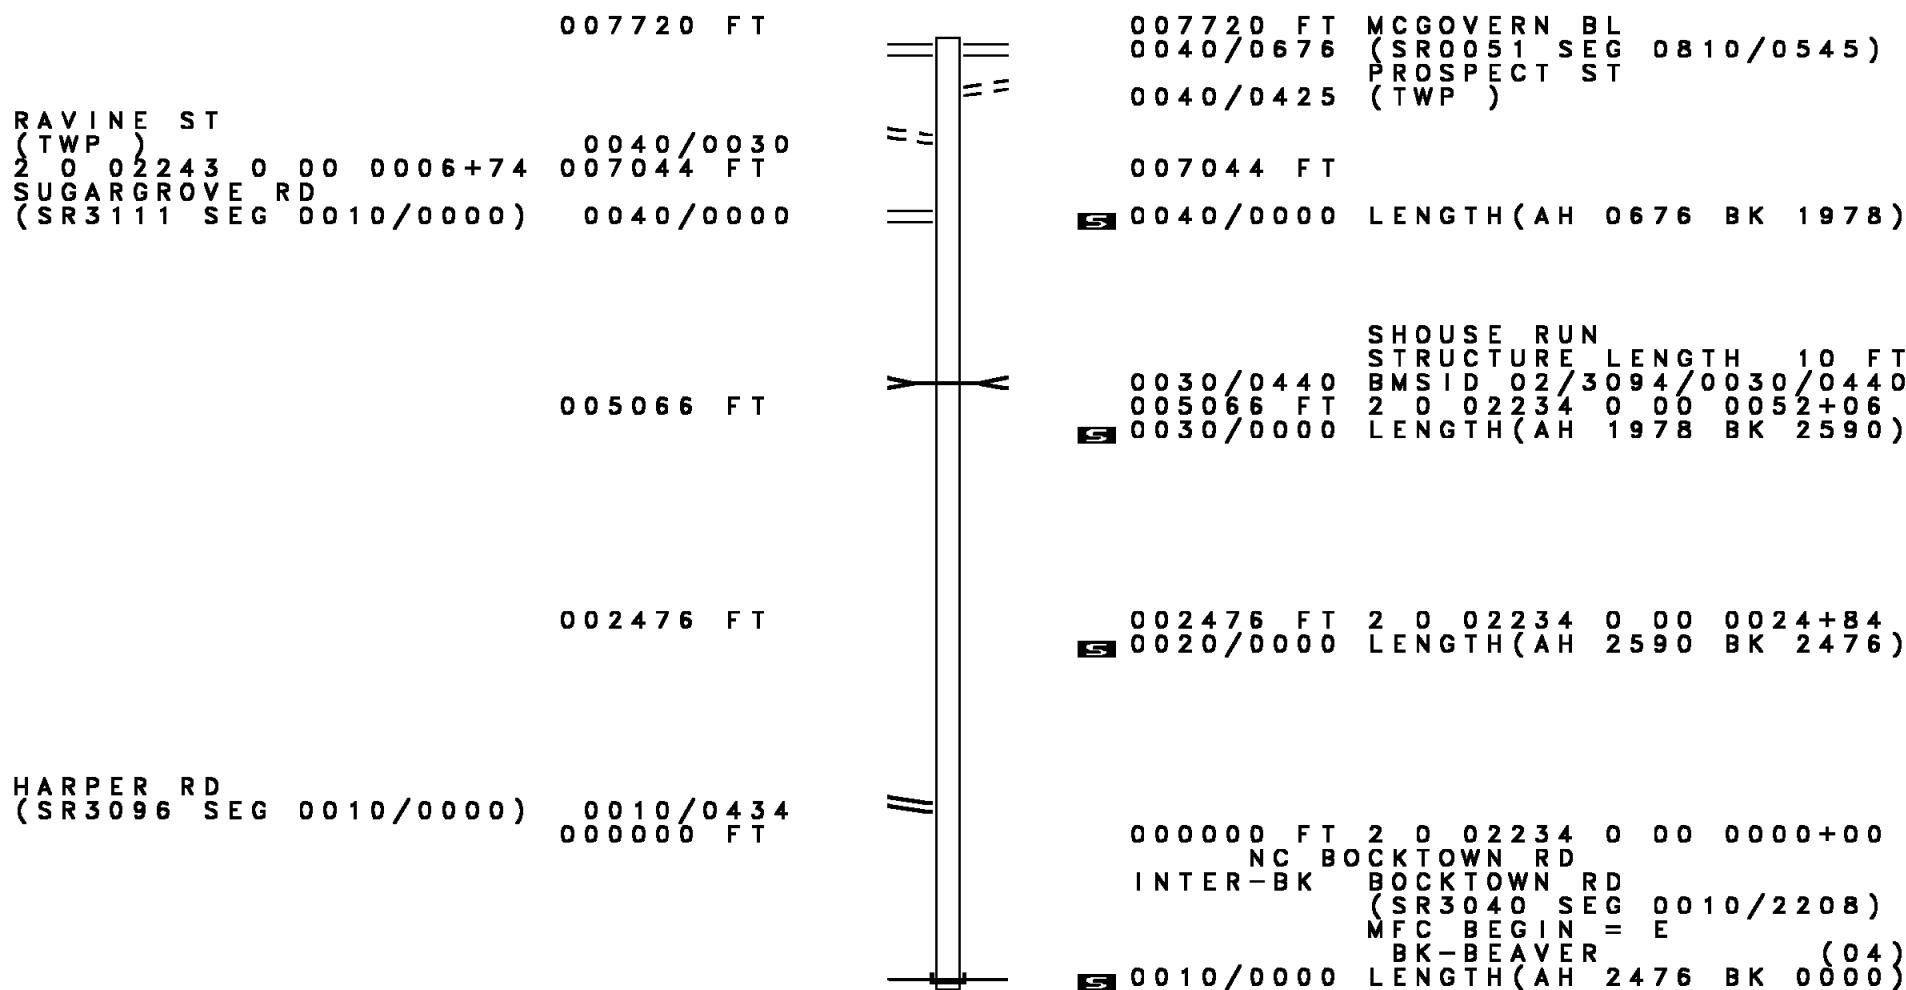 007720 FT 007720 FT MCGOVERN BL
0040/0676 (SR0051 SEG 0810/0545)
PROSPECT ST
0040/0425 (TWP )
RAVINE ST
(TWP ) 0040/0030
2 0 02243 0 00 0006+74 007044 FT 007044 FT
SUGARGROVE RD
(SR3111 SEG 0010/0000) 0040/0000 S 0040/0000 LENGTH(AH 0676 BK 1978)
SHOUSE RUN
STRUCTURE LENGTH 10 FT
0030/0440 BMSID 02/3094/0030/0440
005066 FT 005066 FT 2 0 02234 0 00 0052+06
S 0030/0000 LENGTH(AH 1978 BK 2590)
002476 FT 002476 FT 2 0 02234 0 00 0024+84
S 0020/0000 LENGTH(AH 2590 BK 2476)
HARPER RD
(SR3096 SEG 0010/0000) 0010/0434
000000 FT 000000 FT 2 0 02234 0 00 0000+00
NC BOCKTOWN RD
INTER-BK BOCKTOWN RD
(SR3040 SEG 0010/2208)
MFC BEGIN = E
BK-BEAVER (04)
S 0010/0000 LENGTH(AH 2476 BK 0000)